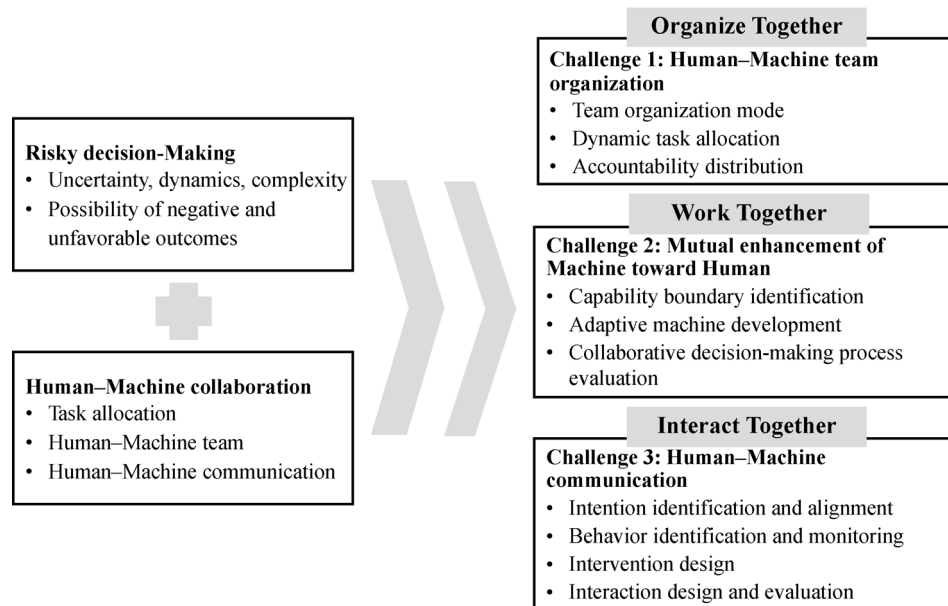 Risky decision-Making
• Uncertainty, dynamics, complexity
• Possibility of negative and
unfavorable outcomes
Human–Machine collaboration
• Task allocation
• Human–Machine team
• Human–Machine communication
Organize Together
Challenge 1: Human–Machine team
organization
• Team organization mode
• Dynamic task allocation
• Accountability distribution
Work Together
Challenge 2: Mutual enhancement of
Machine toward Human
• Capability boundary identification
• Adaptive machine development
• Collaborative decision-making process
evaluation
Interact Together
Challenge 3: Human–Machine
communication
• Intention identification and alignment
• Behavior identification and monitoring
• Intervention design
• Interaction design and evaluation